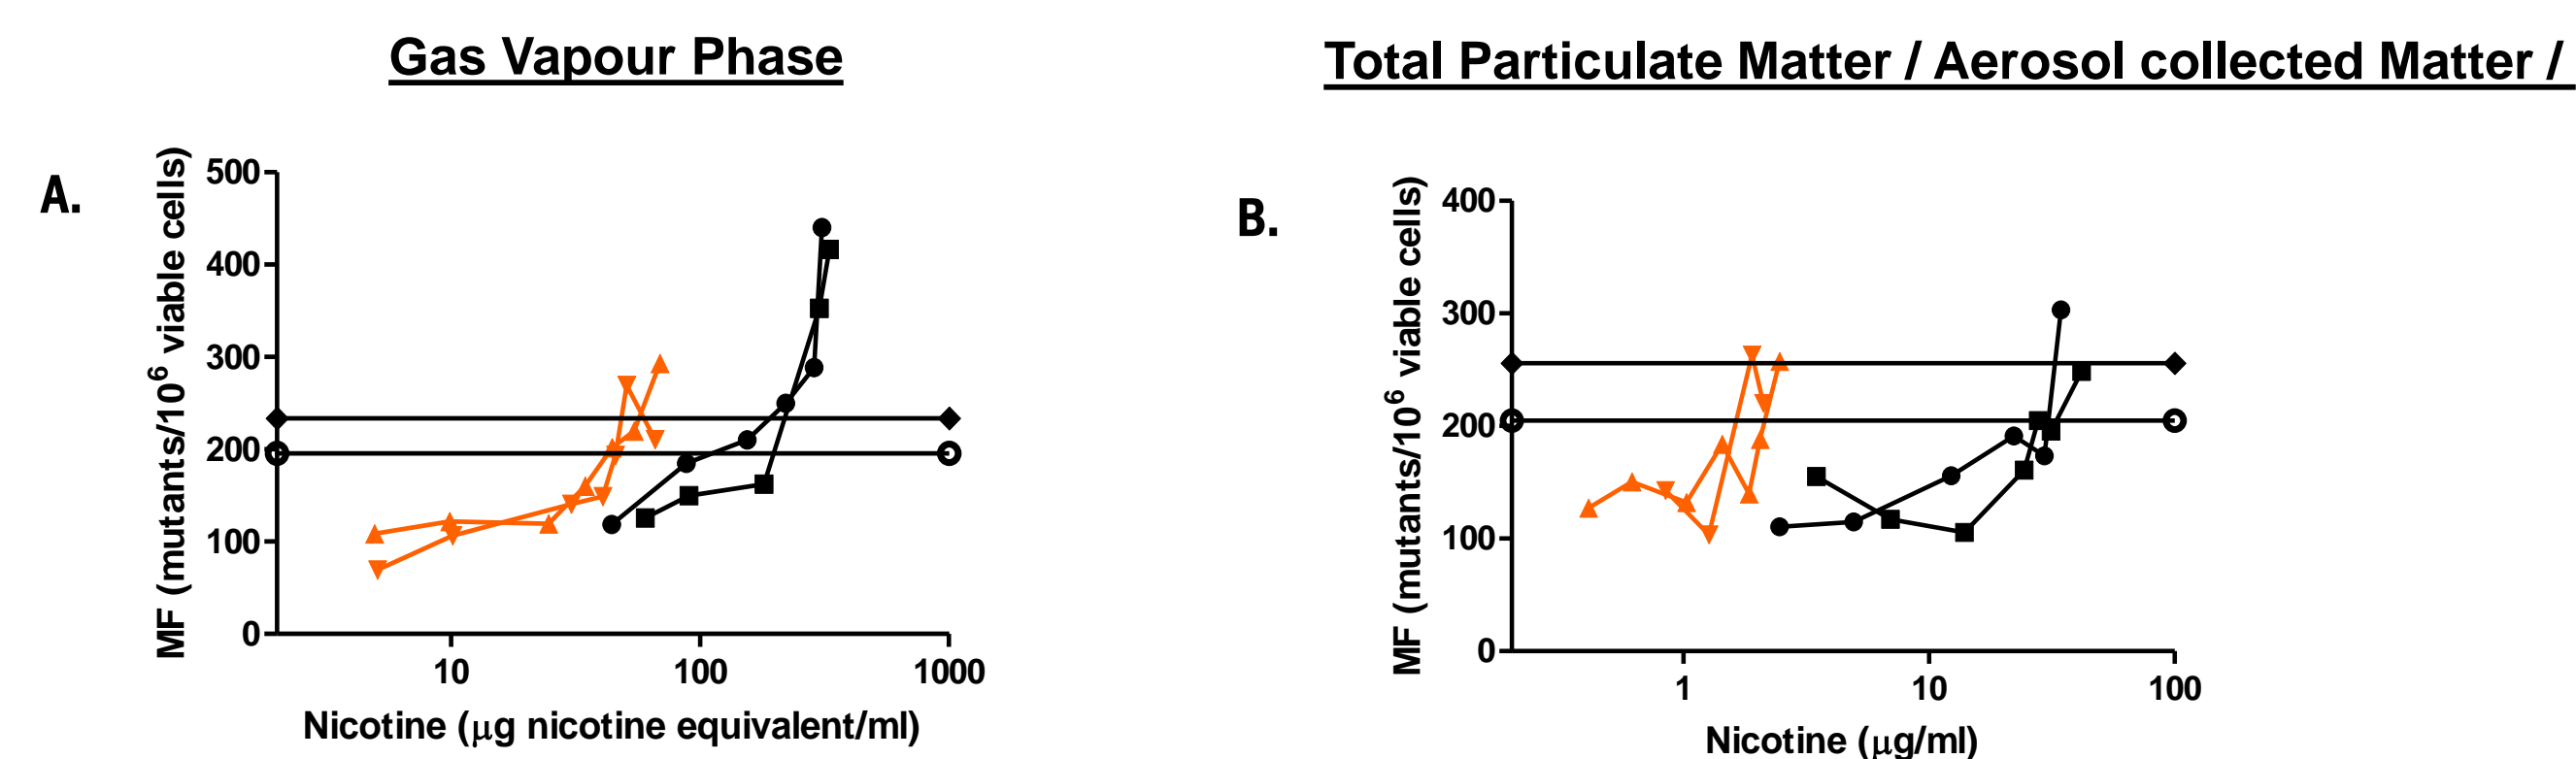 Gas Vapour Phase
Total Particulate Matter / Aerosol collected Matter /
A.
MF (mutants/10⁶ viable cells)
500
400
300
200
100
0
10
100
1000
Nicotine (μg nicotine equivalent/ml)
B.
MF (mutants/10⁶ viable cells)
400
300
200
100
0
1
10
100
Nicotine (μg/ml)